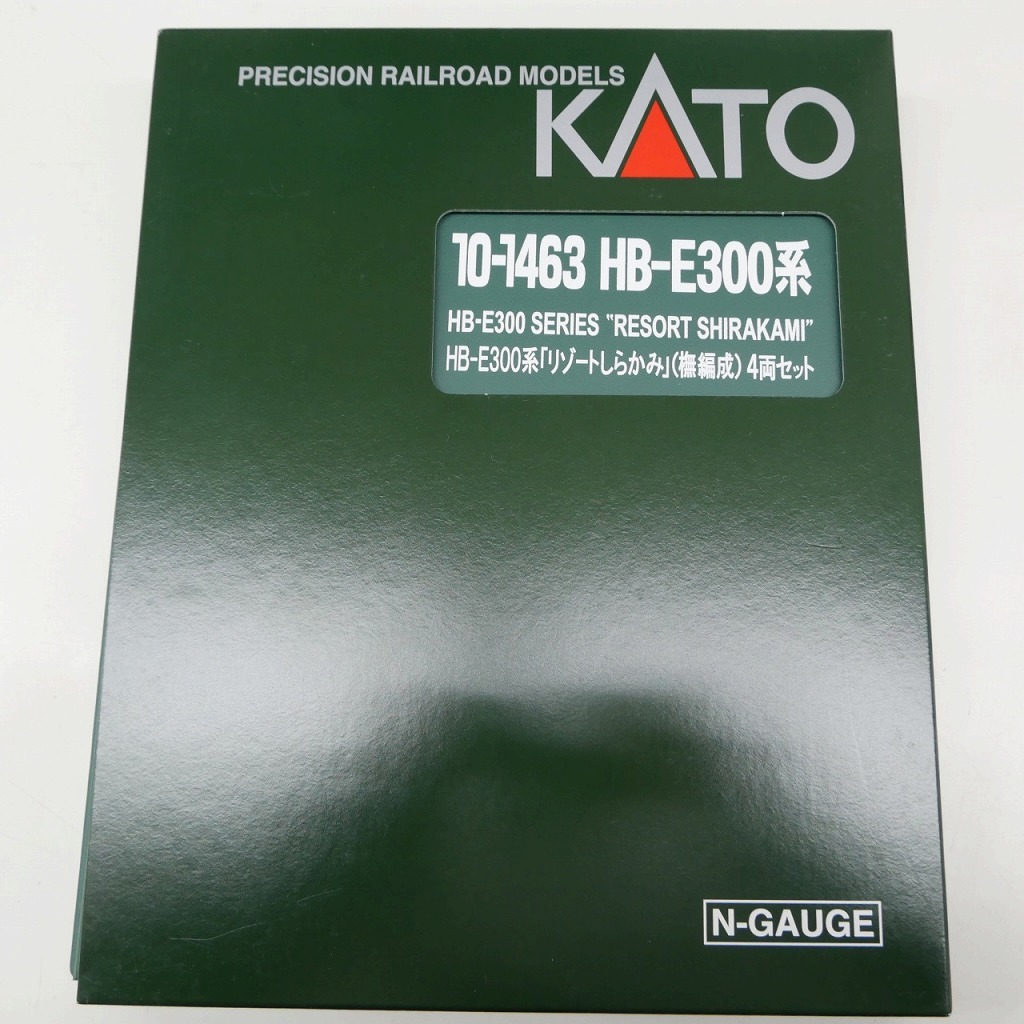 PRECISION RAILROAD MODELS
KATO
10-1463 HB-E300系
HB-E300 SERIES "RESORT SHIRAKAMI"
HB-E300系「リゾートしらかみ」(橅編成) 4両セット
N-GAUGE